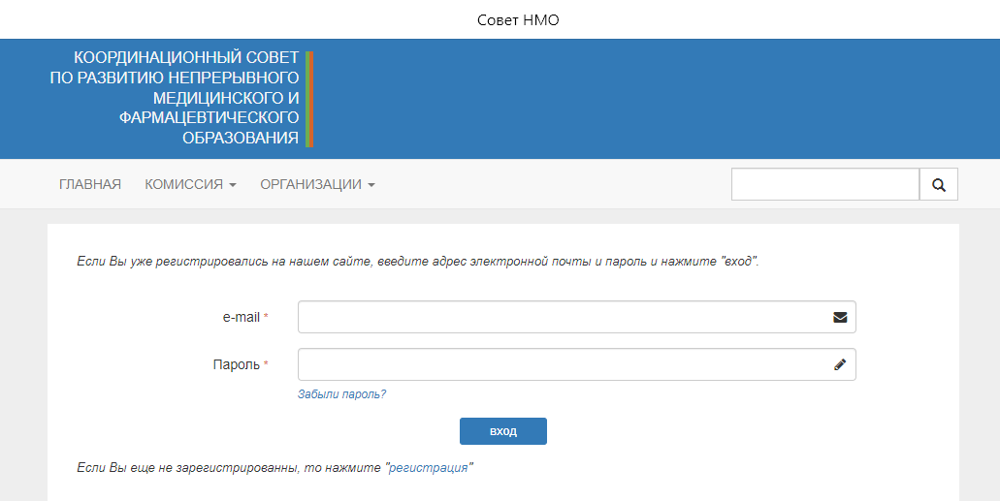 Совет НМО
КООРДИНАЦИОННЫЙ СОВЕТ
ПО РАЗВИТИЮ НЕПРЕРЫВНОГО
МЕДИЦИНСКОГО И
ФАРМАЦЕВТИЧЕСКОГО
ОБРАЗОВАНИЯ
ГЛАВНАЯ КОМИССИЯ ОРГАНИЗАЦИИ
Если Вы уже регистрировались на нашем сайте, введите адрес электронной почты и пароль и нажмите "вход".
e-mail *
Пароль *
Забыли пароль?
вход
Если Вы еще не зарегистрированны, то нажмите "регистрация"